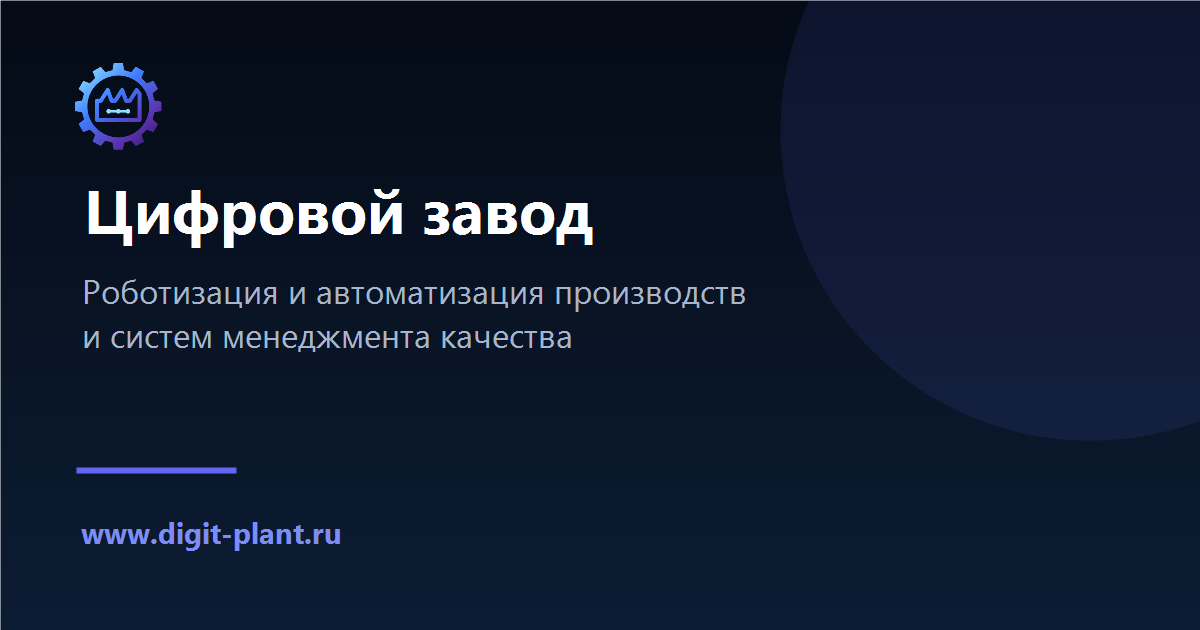 Цифровой завод
Роботизация и автоматизация производств
и систем менеджмента качества
www.digit-plant.ru